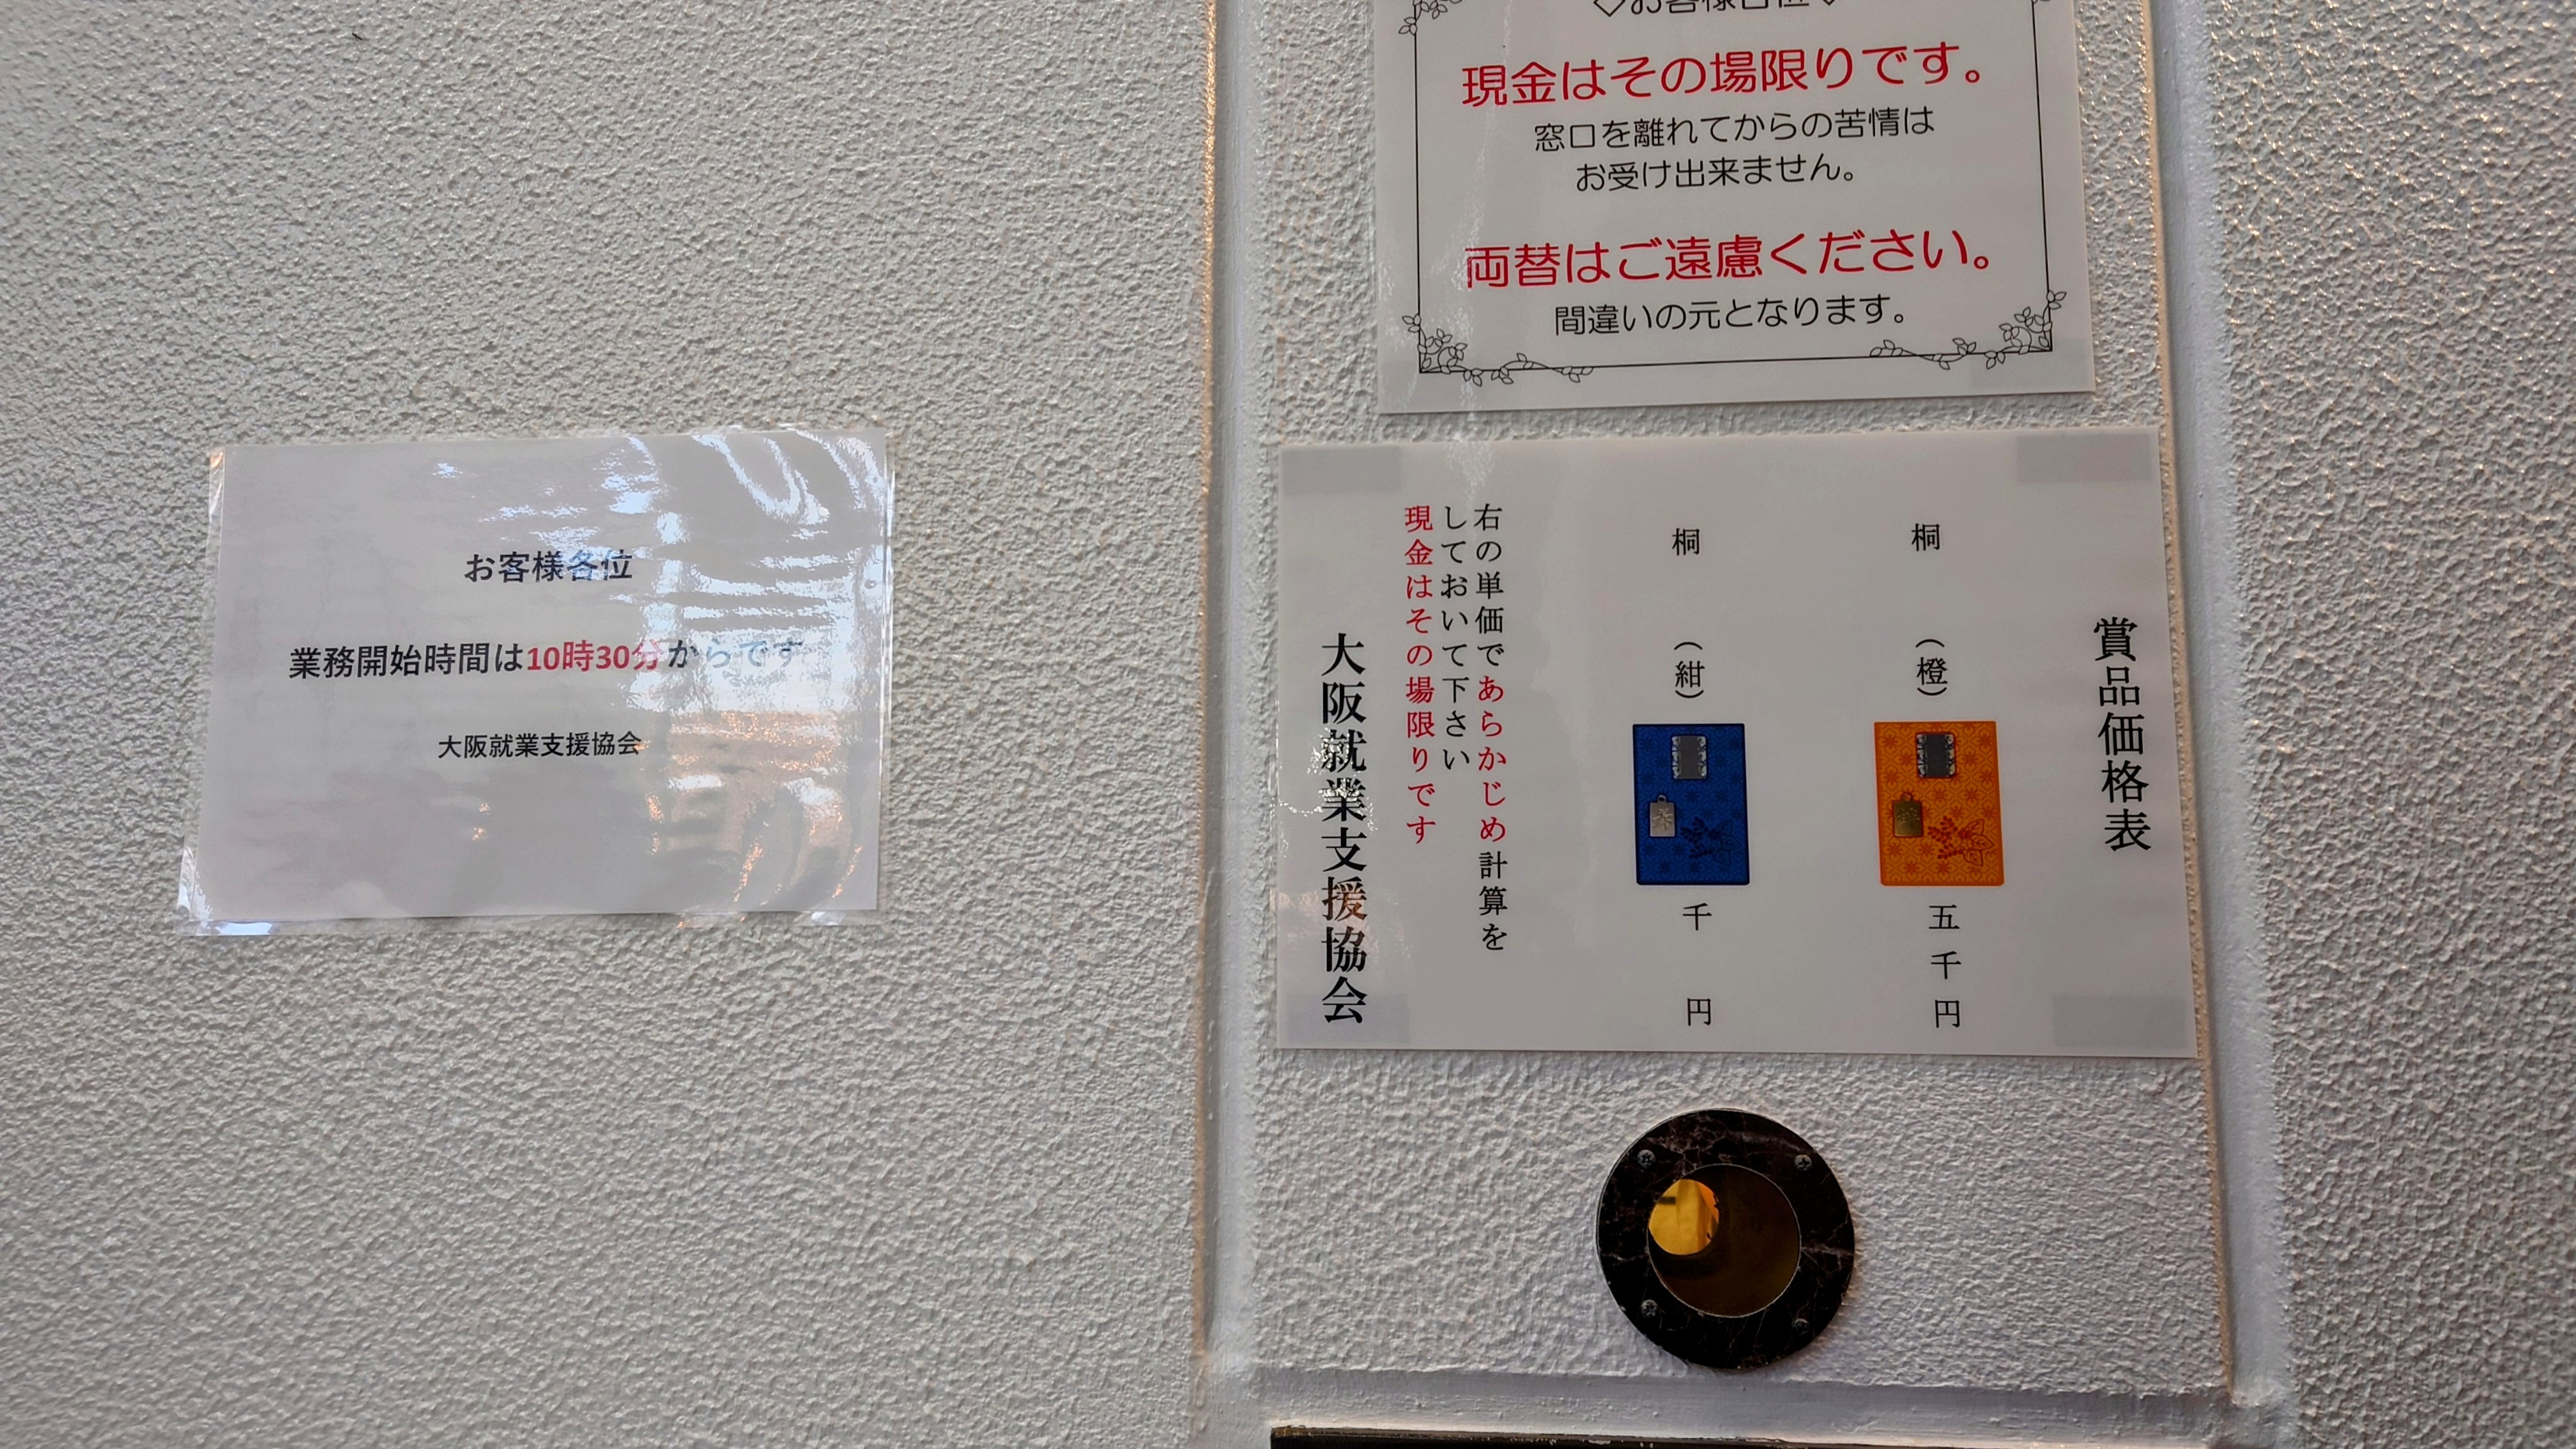 ◇お客様各位◇
現金はその場限りです。
窓口を離れてからの苦情は
お受け出来ません。
両替はご遠慮ください。
間違いの元となります。
お客様各位
業務開始時間は10時30分からです
大阪就業支援協会
賞品価格表
桐（橙）五千円
桐（紺）千円
右の単価であらかじめ計算を
しておいて下さい
現金はその場限りです
大阪就業支援協会